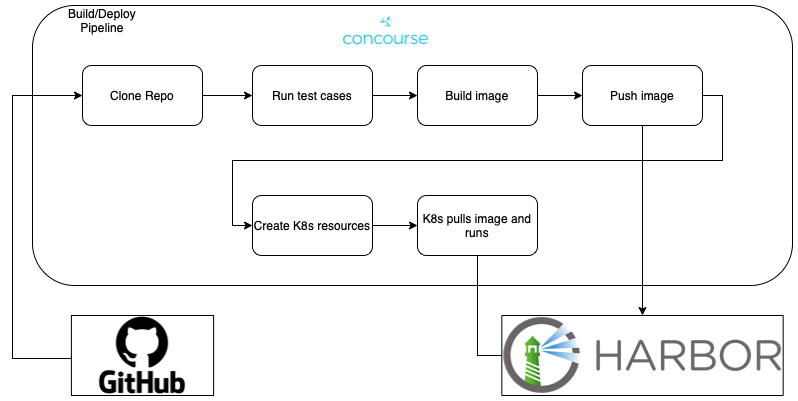 Build/Deploy
Pipeline
concourse
Clone Repo
Run test cases
Build image
Push image
Create K8s resources
K8s pulls image and
runs
GitHub
HARBOR